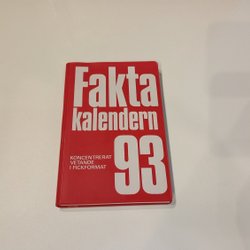 Fakta
kalendern
KONCENTRERAT
VETANDE
I FICKFORMAT
93